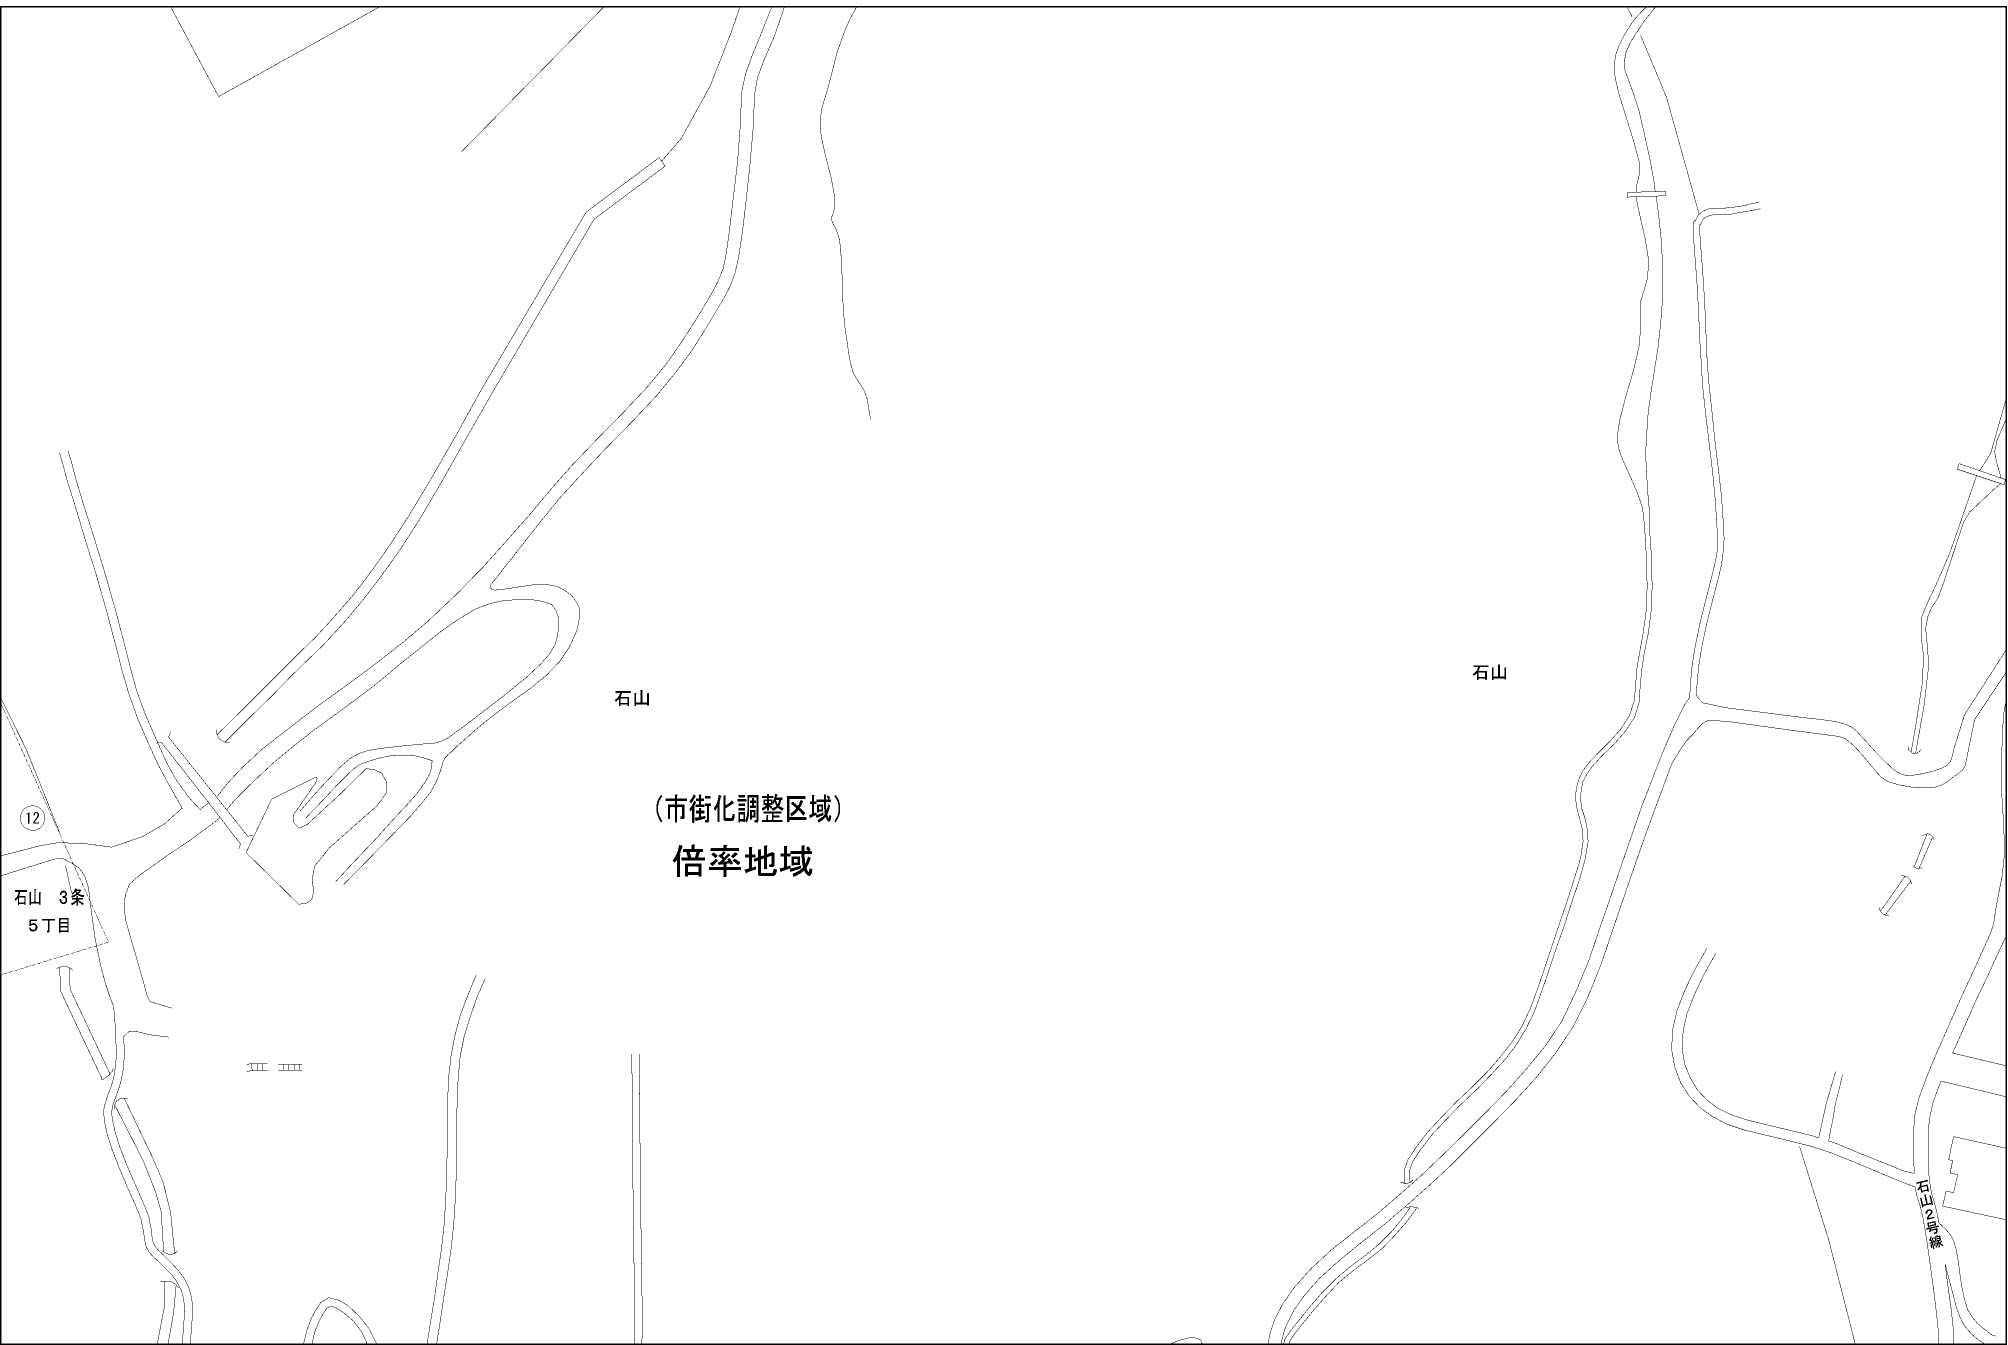 石山
石山
（市街化調整区域）
倍率地域
12
石山　３条
５丁目
石山２号線